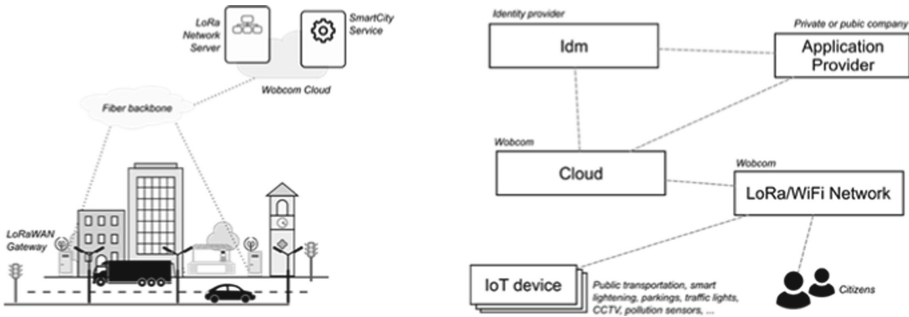 LoRa
Network
Server
SmartCity
Service
Wobcom Cloud
Fiber backbone
LoRaWAN
Gateway
Identity provider
Idm
Private or pubic company
Application
Provider
Wobcom
Cloud
Wobcom
LoRa/WiFi Network
IoT device
Public transportation, smart
lightening, parkings, traffic lights,
CCTV, pollution sensors, ...
Citizens